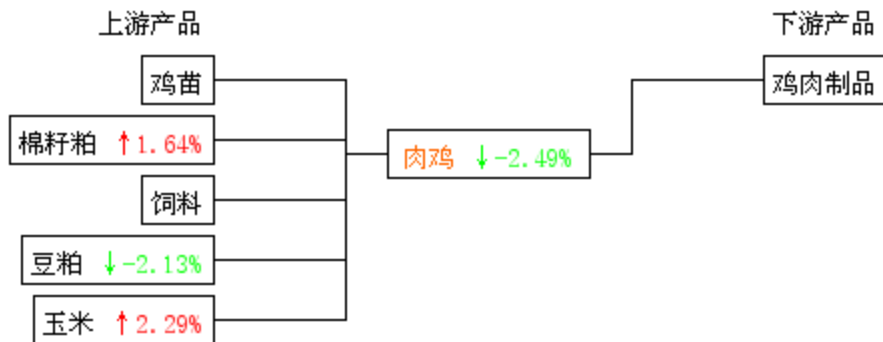 上游产品
下游产品
鸡苗
鸡肉制品
棉籽粕 ↑1.64%
肉鸡 ↓-2.49%
饲料
豆粕 ↓-2.13%
玉米 ↑2.29%